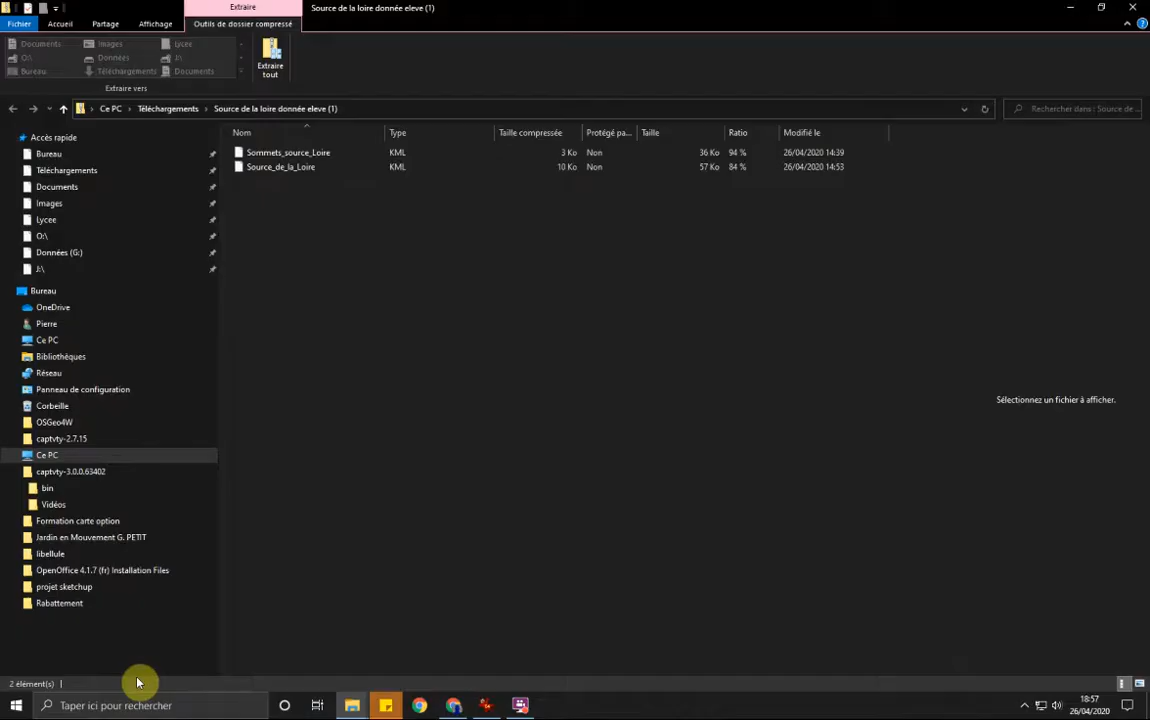 Extraire
Source de la loire donnée eleve (1)
Fichier
Accueil
Partage
Affichage
Outils de dossier compressé
Documents
Images
Lycee
O:\
Données
J:\
Bureau
Téléchargements
Documents
Extraire tout
Extraire vers
Ce PC
Téléchargements
Source de la loire donnée eleve (1)
Rechercher dans : Source de ...
Accès rapide
Nom
Type
Taille compressée
Protégé pa...
Taille
Ratio
Modifié le
Bureau
Sommets_source_Loire
KML
3 Ko
Non
36 Ko
94 %
26/04/2020 14:39
Téléchargements
Source_de_la_Loire
KML
10 Ko
Non
57 Ko
84 %
26/04/2020 14:53
Documents
Images
Lycee
O:\
Données (G:)
J:\
Bureau
OneDrive
Pierre
Ce PC
Bibliothèques
Réseau
Panneau de configuration
Corbeille
OSGeo4W
captvty-2.7.15
Ce PC
captvty-3.0.0.63402
bin
Vidéos
Formation carte option
Jardin en Mouvement G. PETIT
libellule
OpenOffice 4.1.7 (fr) Installation Files
projet sketchup
Rabattement
Sélectionnez un fichier à afficher.
2 élément(s)
Taper ici pour rechercher
18:57
26/04/2020